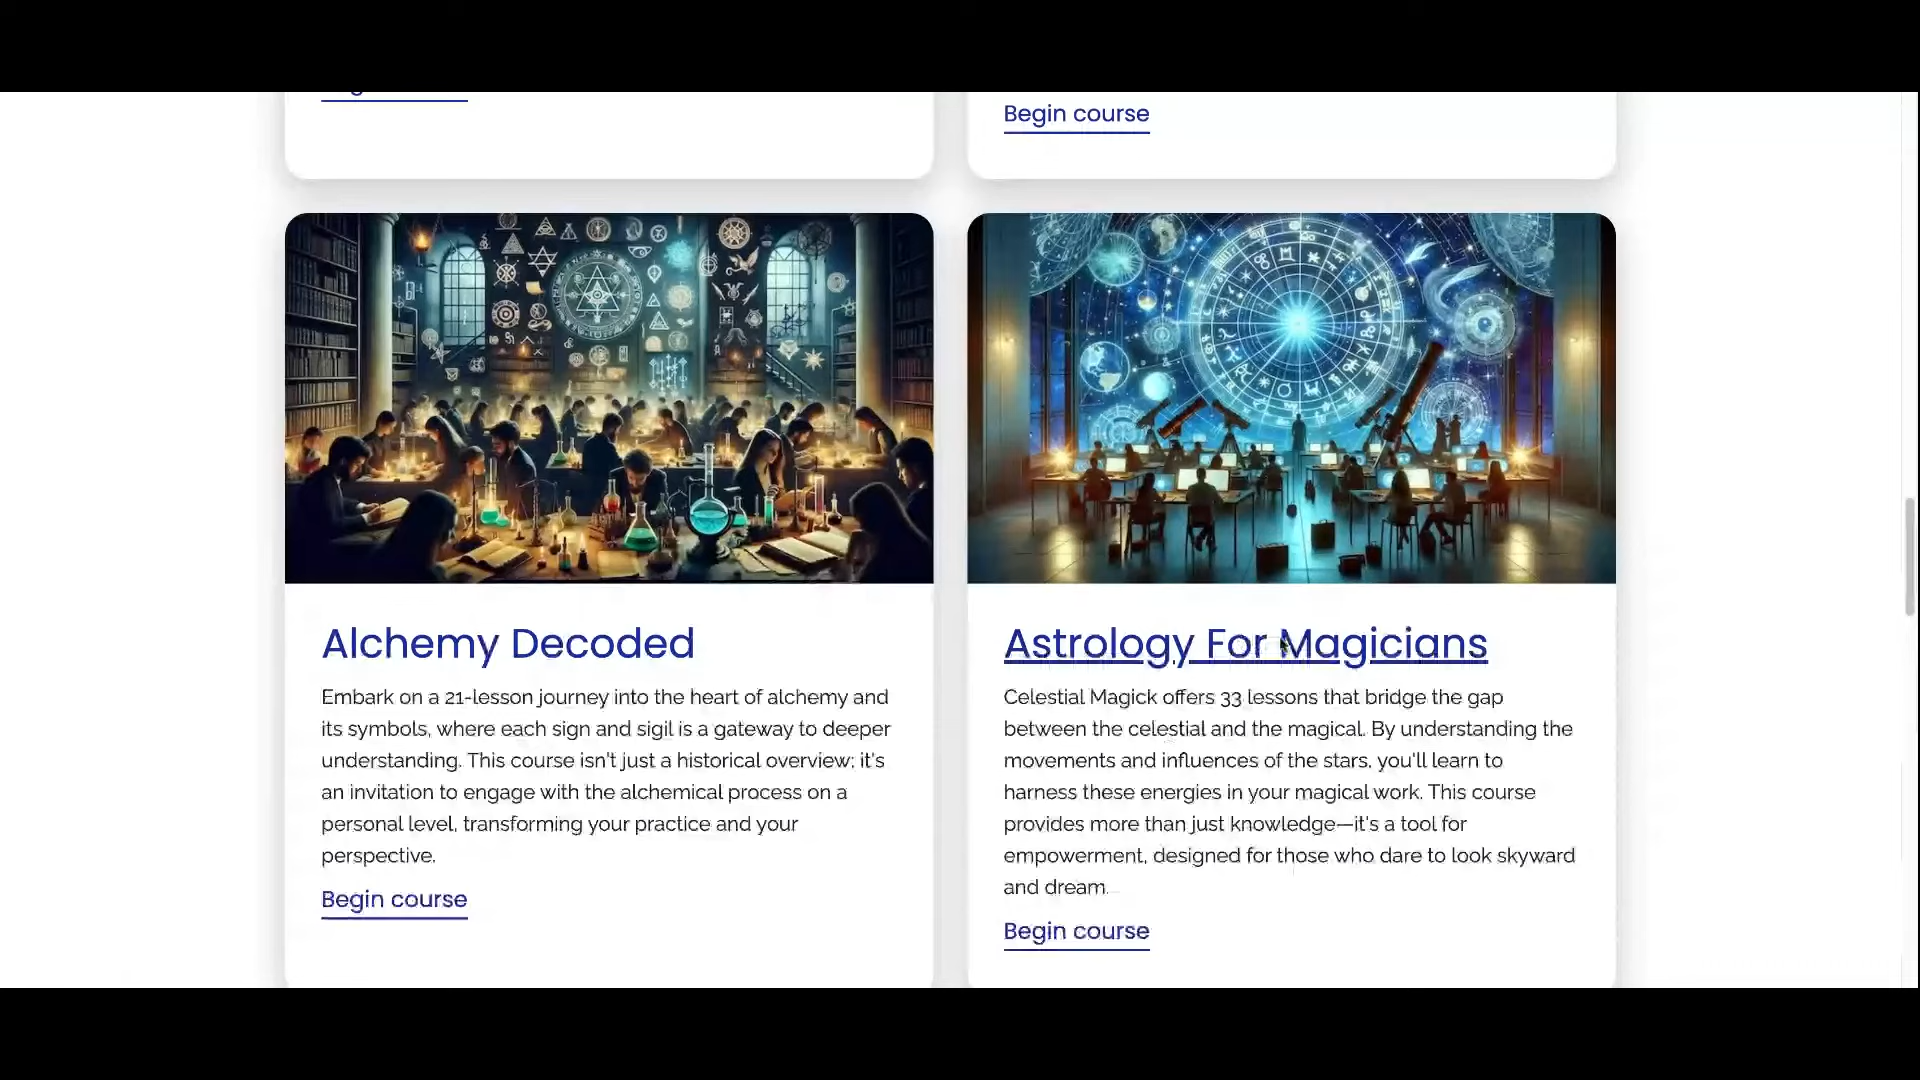 Begin course
Alchemy Decoded
Embark on a 21-lesson journey into the heart of alchemy and
its symbols, where each sign and sigil is a gateway to deeper
understanding. This course isn't just a historical overview; it's
an invitation to engage with the alchemical process on a
personal level, transforming your practice and your
perspective.
Begin course
Astrology For Magicians
Celestial Magick offers 33 lessons that bridge the gap
between the celestial and the magical. By understanding the
movements and influences of the stars, you'll learn to
harness these energies in your magical work. This course
provides more than just knowledge—it's a tool for
empowerment, designed for those who dare to look skyward
and dream.
Begin course